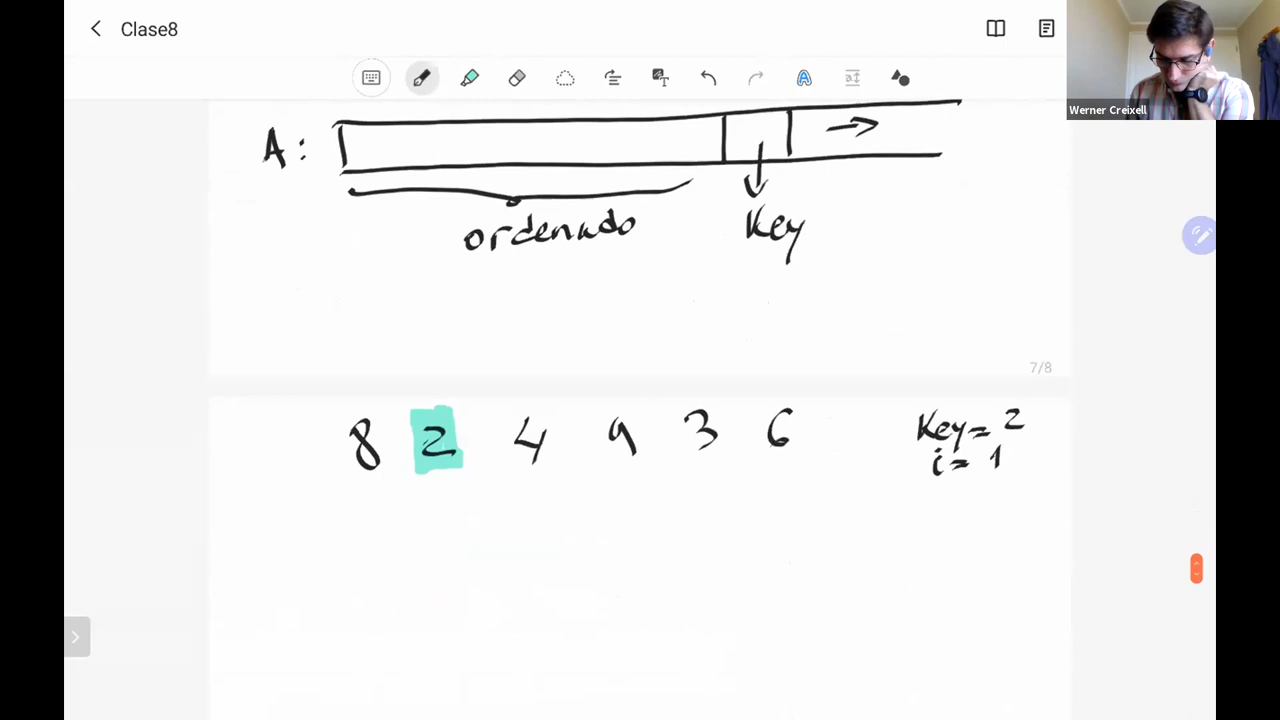 Clase8
Werner Creixell
A:
ordenado
Key
7/8
8 2 4 9 3 6
Key= 2
i= 1